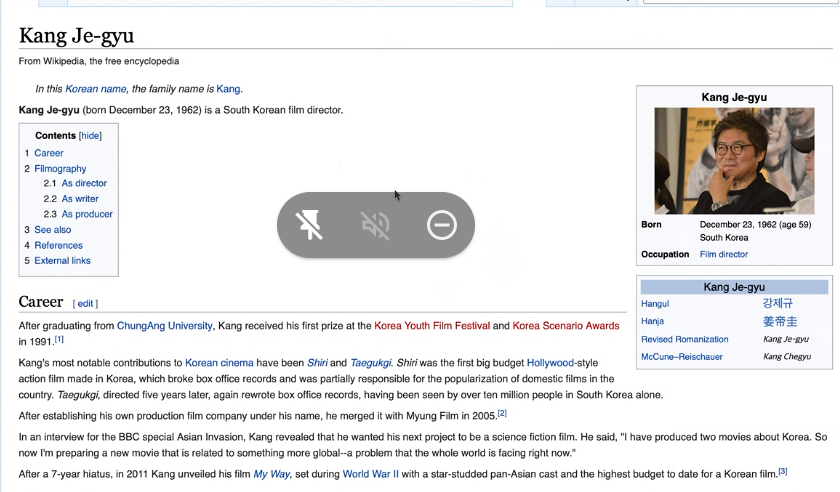 Kang Je-gyu
From Wikipedia, the free encyclopedia
In this Korean name, the family name is Kang.
Kang Je-gyu (born December 23, 1962) is a South Korean film director.
Contents [hide]
1 Career
2 Filmography
2.1 As director
2.2 As writer
2.3 As producer
3 See also
4 References
5 External links
Kang Je-gyu
Born December 23, 1962 (age 59)
South Korea
Occupation Film director
Kang Je-gyu
Hangul 강제규
Hanja 姜帝圭
Revised Romanization Kang Je-gyu
McCune–Reischauer Kang Chegyu
Career [ edit ]
After graduating from ChungAng University, Kang received his first prize at the Korea Youth Film Festival and Korea Scenario Awards
in 1991.[1]
Kang's most notable contributions to Korean cinema have been Shiri and Taegukgi. Shiri was the first big budget Hollywood-style
action film made in Korea, which broke box office records and was partially responsible for the popularization of domestic films in the
country. Taegukgi, directed five years later, again rewrote box office records, having been seen by over ten million people in South Korea alone.
After establishing his own production film company under his name, he merged it with Myung Film in 2005.[2]
In an interview for the BBC special Asian Invasion, Kang revealed that he wanted his next project to be a science fiction film. He said, "I have produced two movies about Korea. So
now I'm preparing a new movie that is related to something more global--a problem that the whole world is facing right now."
After a 7-year hiatus, in 2011 Kang unveiled his film My Way, set during World War II with a star-studded pan-Asian cast and the highest budget to date for a Korean film.[3]